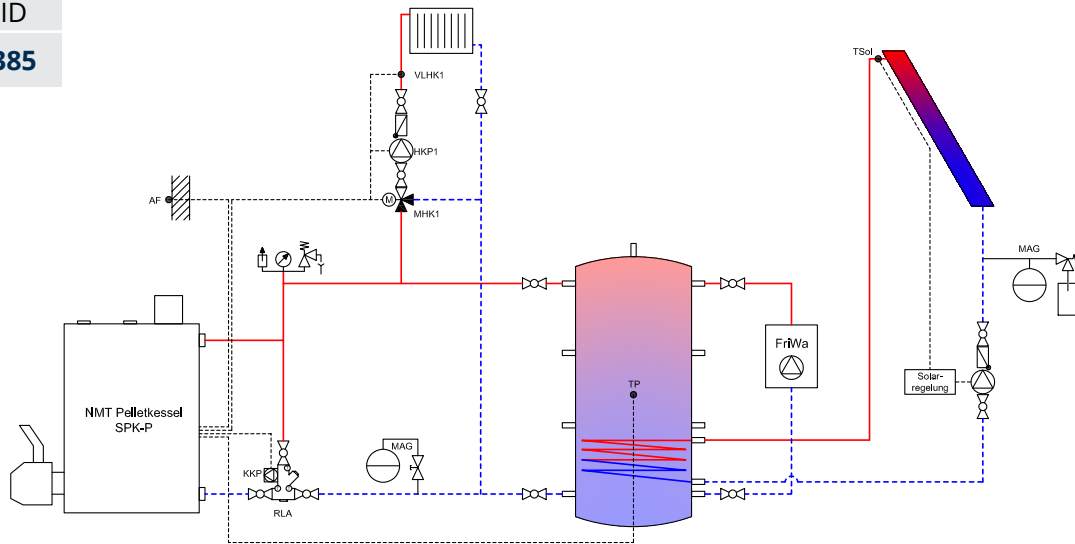 ID
385
TSol
VLHK1
HKP1
M
AF
MHK1
MAG
FriWa
TP
Solar-
regelung
NMT Pelletkessel
SPK-P
MAG
KKP
RLA